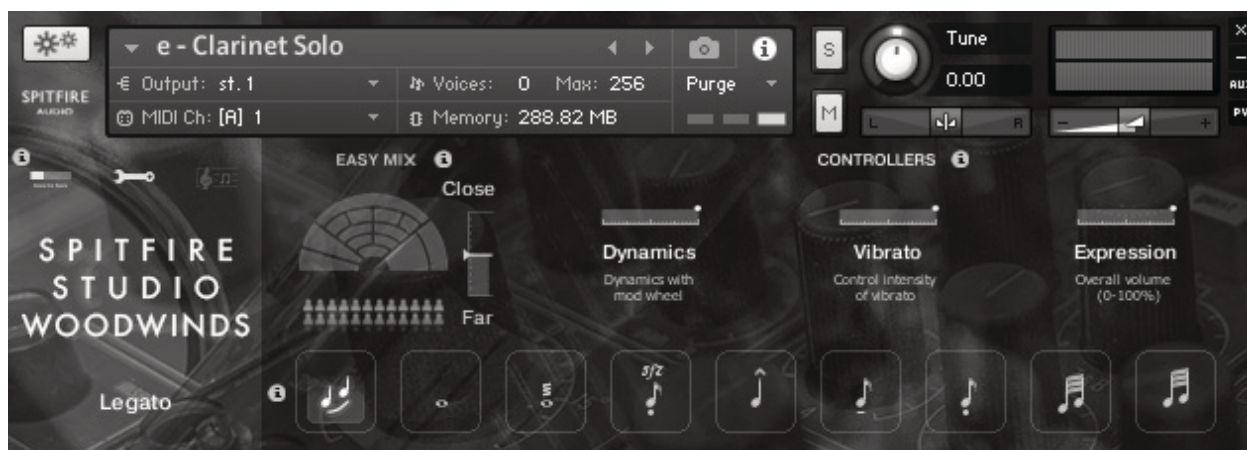 e - Clarinet Solo
Output: st. 1
Voices: 0 Max: 256
Purge
MIDI Ch: [A] 1
Memory: 288.82 MB
S
M
Tune
0.00
L
R
-
+
×
-
AUX
PV
SPITFIRE
AUDIO
EASY MIX
Close
Far
CONTROLLERS
Dynamics
Dynamics with
mod wheel
Vibrato
Control intensity
of vibrato
Expression
Overall volume
(0-100%)
SPITFIRE
STUDIO
WOODWINDS
Legato
sfz